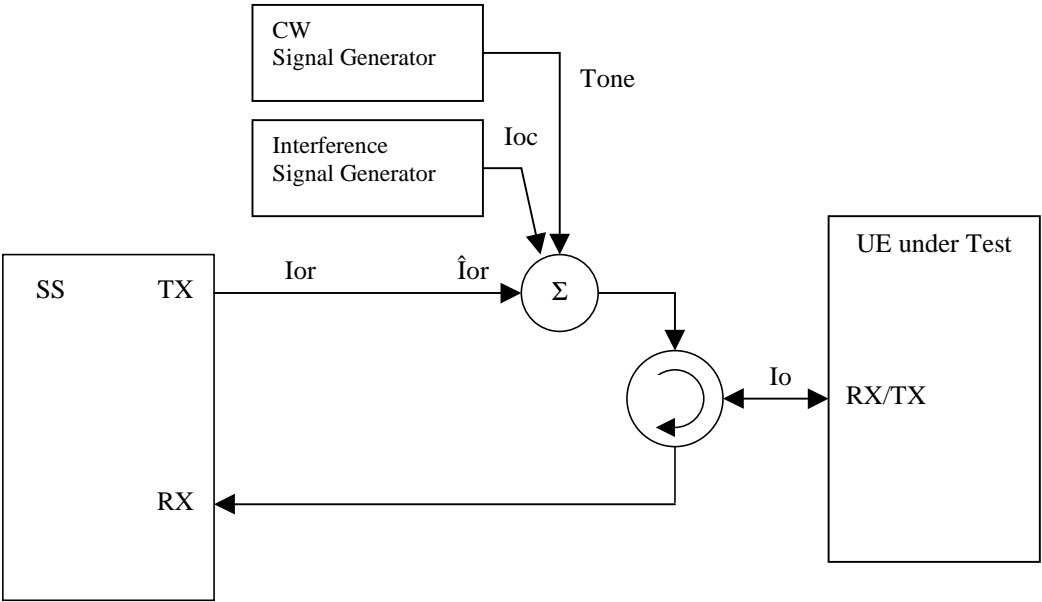 CW
Signal Generator
Tone
Interference
Signal Generator
Ioc
UE under Test
SS
TX
Ior
Îor
Σ
Io
RX/TX
RX